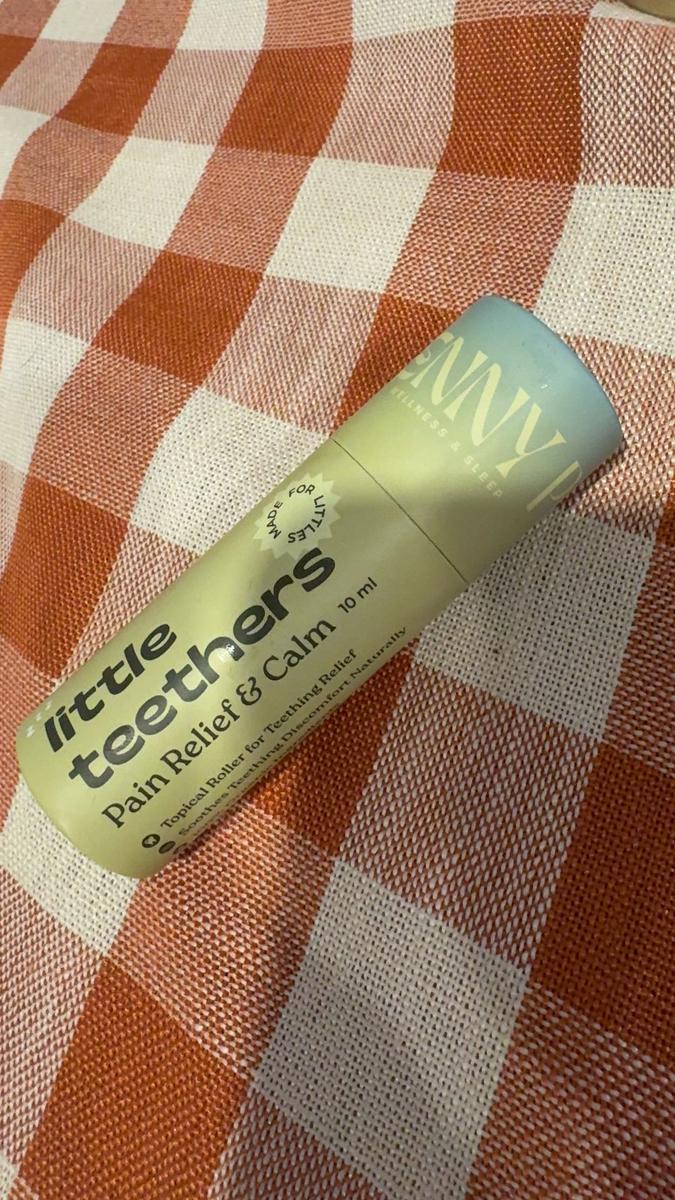 ENNY
WELLNESS & SLEEP
MADE FOR LITTLES
little
teethers
Pain Relief & Calm 10 ml
Topical Roller for Teething Relief
Soothes Teething Discomfort Naturally